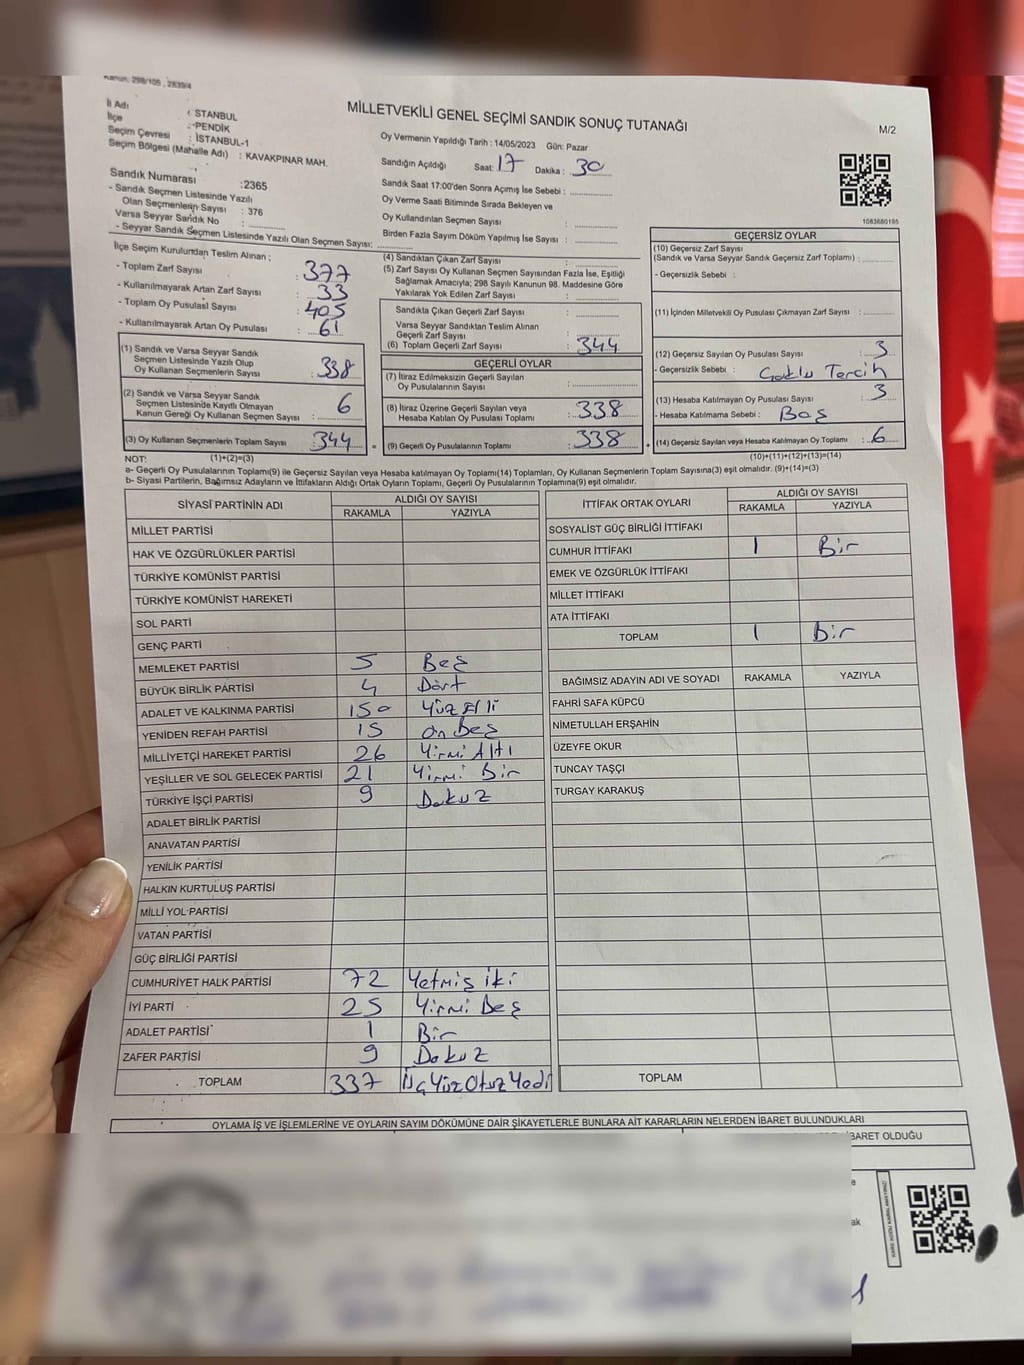 Kanun: 298/105, 2839/4
MİLLETVEKİLİ GENEL SEÇİMİ SANDIK SONUÇ TUTANAĞI
M/2
İl Adı : İSTANBUL
İlçe : PENDİK
Seçim Çevresi : İSTANBUL-1
Seçim Bölgesi (Mahalle Adı) : KAVAKPINAR MAH.
Oy Vermenin Yapıldığı Tarih : 14/05/2023 Gün: Pazar
Sandığın Açıldığı Saat: 17 Dakika : 30
Sandık Saat 17:00'den Sonra Açımış İse Sebebi :
Oy Verme Saati Bitiminde Sırada Bekleyen ve
Oy Kullandırılan Seçmen Sayısı :
Birden Fazla Sayım Döküm Yapılmış İse Sayısı :
Sandık Numarası :2365
- Sandık Seçmen Listesinde Yazılı
Olan Seçmenlerin Sayısı : 376
Varsa Seyyar Sandık No :
- Seyyar Sandık Seçmen Listesinde Yazılı Olan Seçmen Sayısı:
1083680195
İlçe Seçim Kurulundan Teslim Alınan ;
- Toplam Zarf Sayısı : 377
- Kullanılmayarak Artan Zarf Sayısı : 33
- Toplam Oy Pusulası Sayısı : 405
- Kullanılmayarak Artan Oy Pusulası : 61
(1) Sandık ve Varsa Seyyar Sandık
Seçmen Listesinde Yazılı Olup
Oy Kullanan Seçmenlerin Sayısı : 338
(2) Sandık ve Varsa Seyyar Sandık
Seçmen Listesinde Kayıtlı Olmayan
Kanun Gereği Oy Kullanan Seçmen Sayısı : 6
(3) Oy Kullanan Seçmenlerin Toplam Sayısı : 344
(4) Sandıktan Çıkan Zarf Sayısı :
(5) Zarf Sayısı Oy Kullanan Seçmen Sayısından Fazla İse, Eşitliği
Sağlamak Amacıyla; 298 Sayılı Kanunun 98. Maddesine Göre
Yakılarak Yok Edilen Zarf Sayısı :
Sandıkta Çıkan Geçerli Zarf Sayısı :
Varsa Seyyar Sandıktan Teslim Alınan
Geçerli Zarf Sayısı :
(6) Toplam Geçerli Zarf Sayısı : 344
GEÇERLİ OYLAR
(7) İtiraz Edilmeksizin Geçerli Sayılan
Oy Pusulalarının Sayısı :
(8) İtiraz Üzerine Geçerli Sayılan veya
Hesaba Katılan Oy Pusulası Toplamı : 338
= (9) Geçerli Oy Pusulalarının Toplamı : 338
GEÇERSİZ OYLAR
(10) Geçersiz Zarf Sayısı
(Sandık ve Varsa Seyyar Sandık Geçersiz Zarf Toplamı) :
- Geçersizlik Sebebi :
(11) İçinden Milletvekili Oy Pusulası Çıkmayan Zarf Sayısı :
(12) Geçersiz Sayılan Oy Pusulası Sayısı : 3
- Geçersizlik Sebebi : Çoklu Tercih
(13) Hesaba Katılmayan Oy Pusulası Sayısı : 3
- Hesaba Katılmama Sebebi : Boş
+ (14) Geçersiz Sayılan veya Hesaba Katılmayan Oy Toplamı : 6
NOT: (1)+(2)=(3)
(10)+(11)+(12)+(13)=(14)
a- Geçerli Oy Pusulalarının Toplamı(9) ile Geçersiz Sayılan veya Hesaba katılmayan Oy Toplamı(14) Toplamları, Oy Kullanan Seçmenlerin Toplam Sayısına(3) eşit olmalıdır. (9)+(14)=(3)
b- Siyasi Partilerin, Bağımsız Adayların ve İttifakların Aldığı Ortak Oyların Toplamı, Geçerli Oy Pusulalarının Toplamına(9) eşit olmalıdır.
SİYASİ PARTİNİN ADI ALDIĞI OY SAYISI
RAKAMLA YAZIYLA
MİLLET PARTİSİ
HAK VE ÖZGÜRLÜKLER PARTİSİ
TÜRKİYE KOMÜNİST PARTİSİ
TÜRKİYE KOMÜNİST HAREKETİ
SOL PARTİ
GENÇ PARTİ
MEMLEKET PARTİSİ 5 Beş
BÜYÜK BİRLİK PARTİSİ 4 Dört
ADALET VE KALKINMA PARTİSİ 150 Yüz Elli
YENİDEN REFAH PARTİSİ 15 On Beş
MİLLİYETÇİ HAREKET PARTİSİ 26 Yirmi Altı
YEŞİLLER VE SOL GELECEK PARTİSİ 21 Yirmi Bir
TÜRKİYE İŞÇİ PARTİSİ 9 Dokuz
ADALET BİRLİK PARTİSİ
ANAVATAN PARTİSİ
YENİLİK PARTİSİ
HALKIN KURTULUŞ PARTİSİ
MİLLİ YOL PARTİSİ
VATAN PARTİSİ
GÜÇ BİRLİĞİ PARTİSİ
CUMHURİYET HALK PARTİSİ 72 Yetmiş iki
İYİ PARTİ 25 Yirmi Beş
ADALET PARTİSİ 1 Bir
ZAFER PARTİSİ 9 Dokuz
TOPLAM 337 Üç Yüz Otuz Yedi
İTTİFAK ORTAK OYLARI ALDIĞI OY SAYISI
RAKAMLA YAZIYLA
SOSYALİST GÜÇ BİRLİĞİ İTTİFAKI
CUMHUR İTTİFAKI 1 Bir
EMEK VE ÖZGÜRLÜK İTTİFAKI
MİLLET İTTİFAKI
ATA İTTİFAKI
TOPLAM 1 Bir
BAĞIMSIZ ADAYIN ADI VE SOYADI RAKAMLA YAZIYLA
FAHRİ SAFA KÜPCÜ
NİMETULLAH ERŞAHİN
ÜZEYFE OKUR
TUNCAY TAŞÇI
TURGAY KARAKUŞ
TOPLAM
OYLAMA İŞ VE İŞLEMLERİNE VE OYLARIN SAYIM DÖKÜMÜNE DAİR ŞİKAYETLERLE BUNLARA AİT KARARLARIN NELERDEN İBARET BULUNDUKLARI
İBARET OLDUĞU